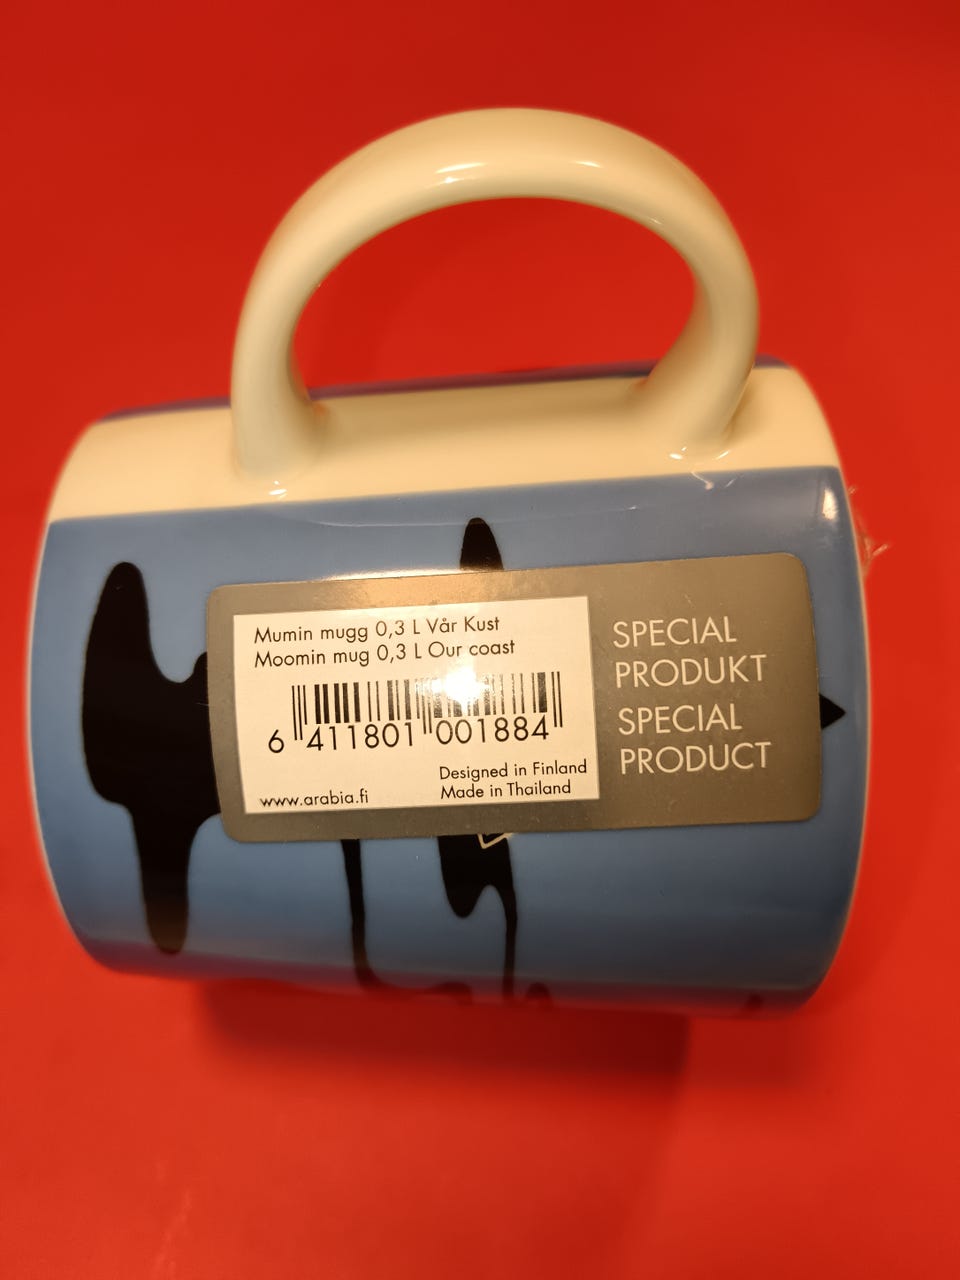 Mumin mugg 0,3 L Vår Kust
Moomin mug 0,3 L Our coast
6 411801 001884
Designed in Finland
Made in Thailand
www.arabia.fi
SPECIAL
PRODUKT
SPECIAL
PRODUCT